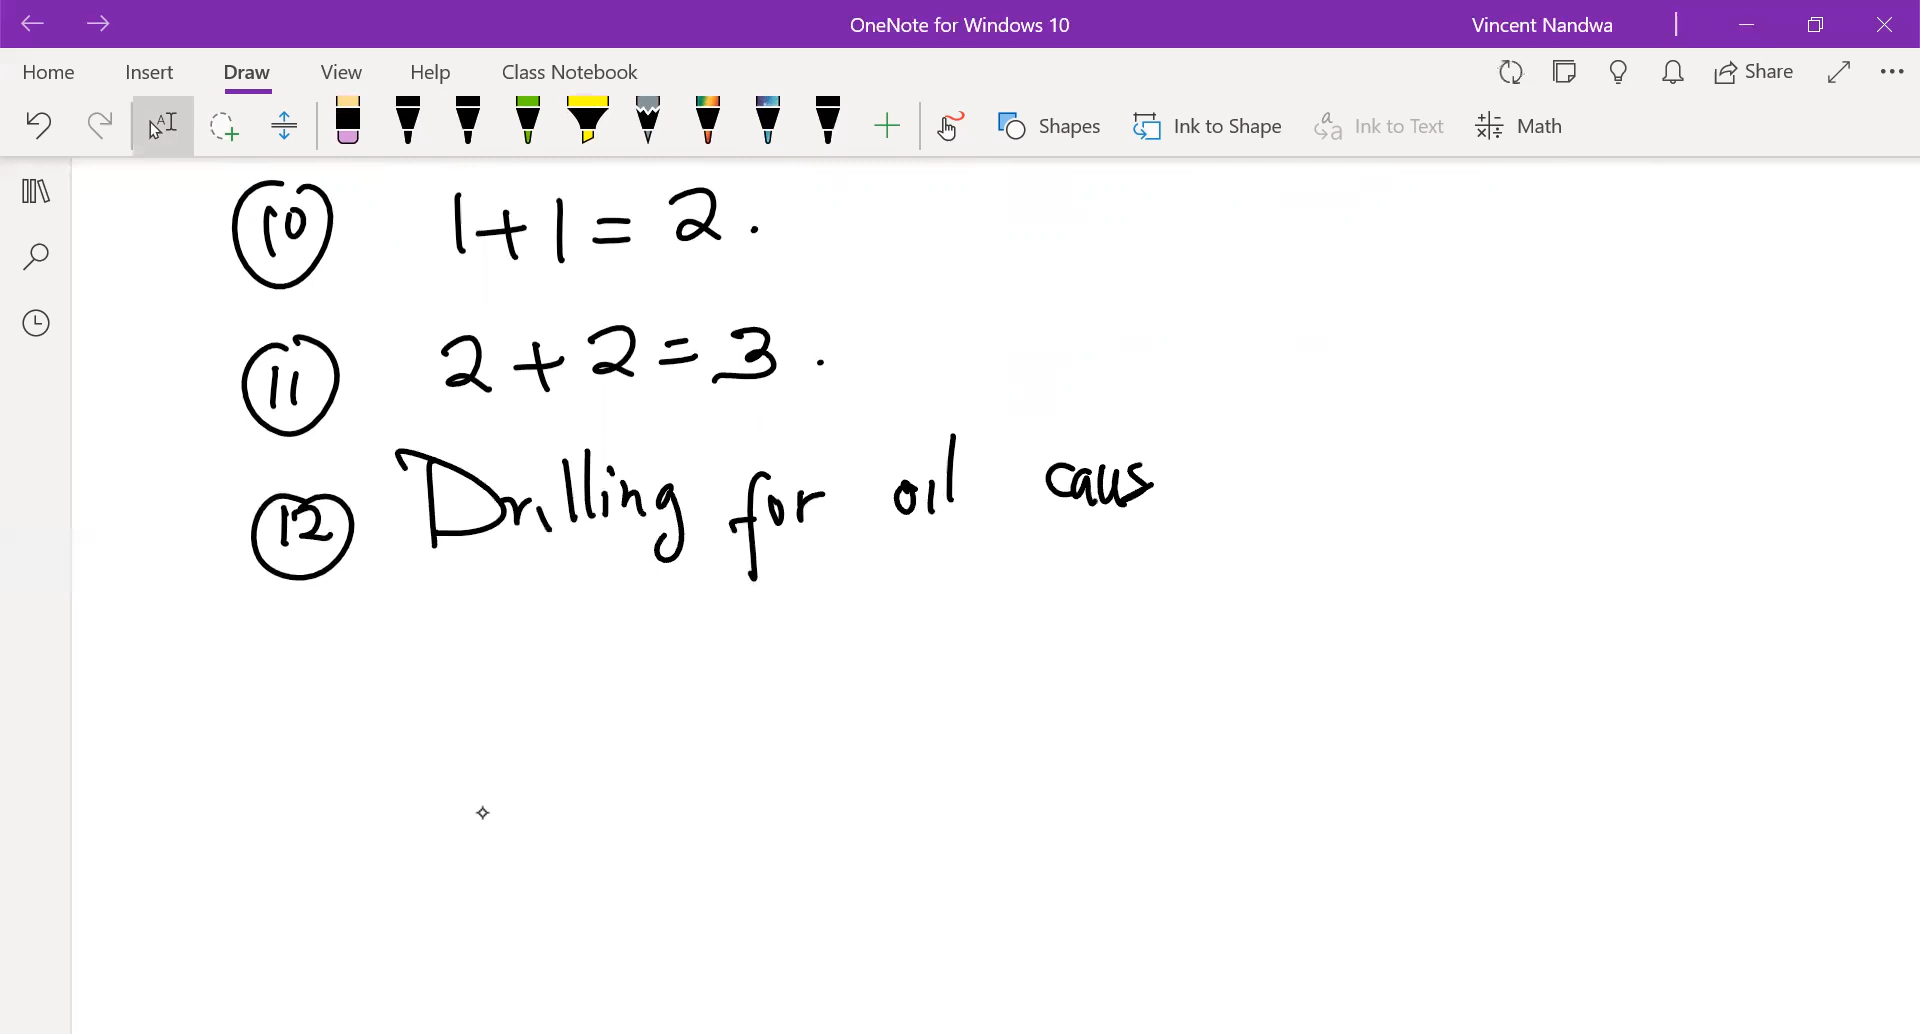 OneNote for Windows 10 Vincent Nandwa
Home Insert Draw View Help Class Notebook Share
Shapes Ink to Shape Ink to Text Math
10 1 + 1 = 2 .
11 2 + 2 = 3 .
12 Drilling for oil caus